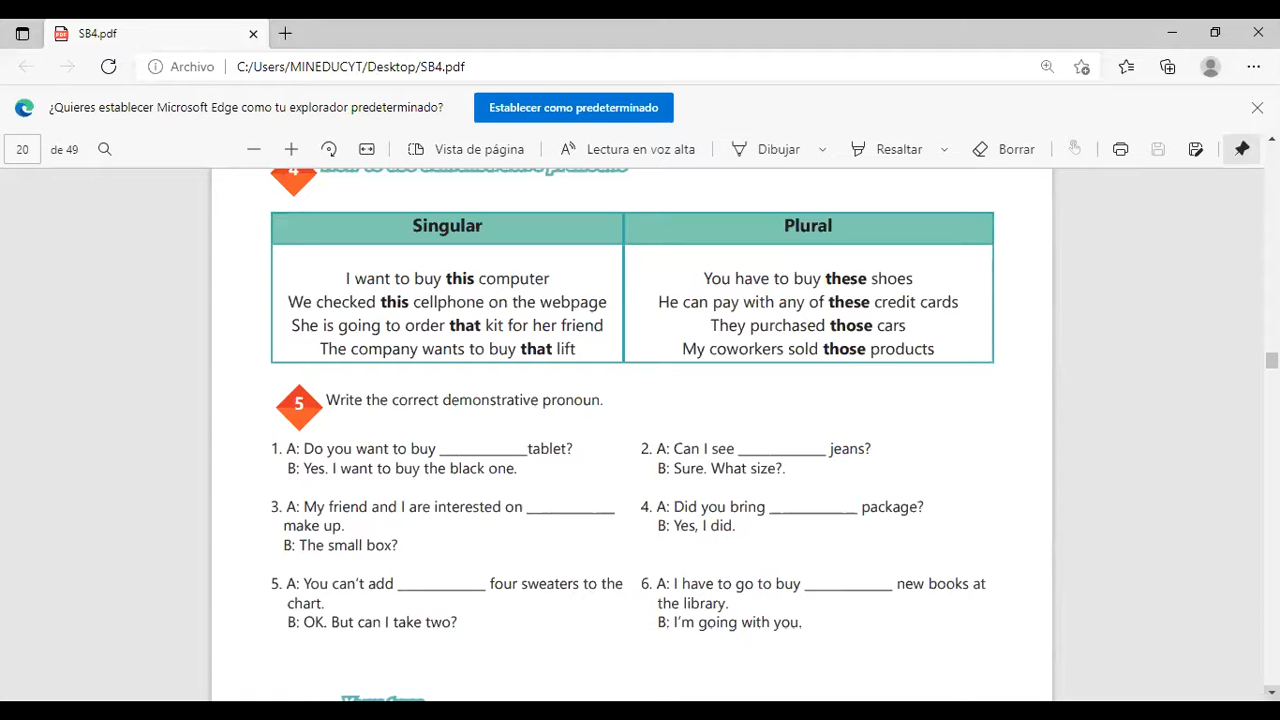 SB4.pdf
Archivo C:/Users/MINEDUCYT/Desktop/SB4.pdf
¿Quieres establecer Microsoft Edge como tu explorador predeterminado? Establecer como predeterminado
20 de 49 Vista de página Lectura en voz alta Dibujar Resaltar Borrar
4
Singular Plural
I want to buy this computer
We checked this cellphone on the webpage
She is going to order that kit for her friend
The company wants to buy that lift
You have to buy these shoes
He can pay with any of these credit cards
They purchased those cars
My coworkers sold those products
5 Write the correct demonstrative pronoun.
1. A: Do you want to buy ___________tablet?
B: Yes. I want to buy the black one.
2. A: Can I see ___________ jeans?
B: Sure. What size?.
3. A: My friend and I are interested on ___________
make up.
B: The small box?
4. A: Did you bring ___________ package?
B: Yes, I did.
5. A: You can't add ___________ four sweaters to the
chart.
B: OK. But can I take two?
6. A: I have to go to buy ___________ new books at
the library.
B: I'm going with you.